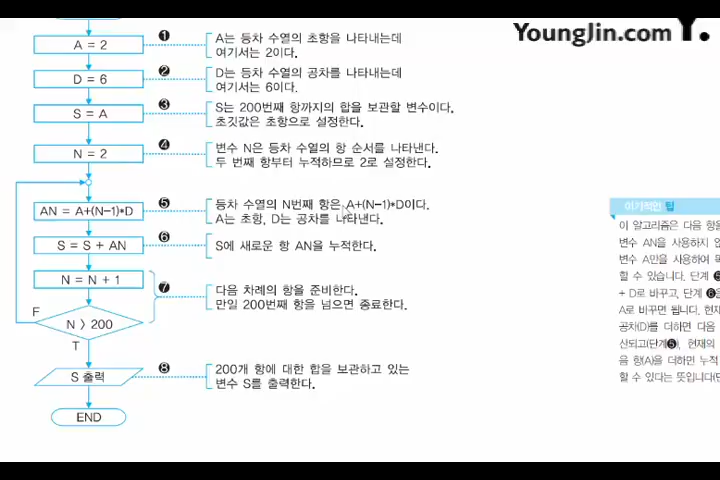 YoungJin.com Y.
A = 2
❶
A는 등차 수열의 초항을 나타내는데
여기서는 2이다.
D = 6
❷
D는 등차 수열의 공차를 나타내는데
여기서는 6이다.
S = A
❸
S는 200번째 항까지의 합을 보관할 변수이다.
초깃값은 초항으로 설정한다.
N = 2
❹
변수 N은 등차 수열의 항 순서를 나타낸다.
두 번째 항부터 누적하므로 2로 설정한다.
AN = A+(N-1)*D
❺
등차 수열의 N번째 항은 A+(N-1)*D이다.
A는 초항, D는 공차를 나타낸다.
S = S + AN
❻
S에 새로운 항 AN을 누적한다.
N = N + 1
❼
다음 차례의 항을 준비한다.
만일 200번째 항을 넘으면 종료한다.
F
N > 200
T
S 출력
❽
200개 항에 대한 합을 보관하고 있는
변수 S를 출력한다.
END
이기적인 팁
이 알고리즘은 다음 항을
변수 AN을 사용하지 않
변수 A만을 사용하여
할 수 있습니다. 단계 ❺
+ D로 바꾸고, 단계 ❻을
A로 바꾸면 됩니다. 현재
공차(D)를 더하면 다음
산되고(단계❺), 현재의
음 항(A)을 더하면 누적
할 수 있다는 뜻입니다(단